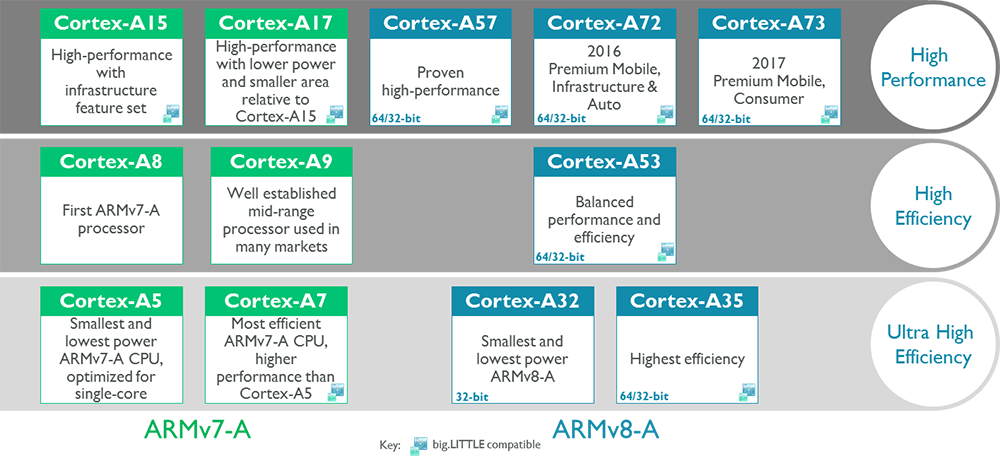 Cortex-A15
High-performance
with
infrastructure
feature set
Cortex-A17
High-performance
with lower power
and smaller area
relative to
Cortex-A15
Cortex-A57
Proven
high-performance
64/32-bit
Cortex-A72
2016
Premium Mobile,
Infrastructure &
Auto
64/32-bit
Cortex-A73
2017
Premium Mobile,
Consumer
64/32-bit
High
Performance
Cortex-A8
First ARMv7-A
processor
Cortex-A9
Well established
mid-range
processor used in
many markets
Cortex-A53
Balanced
performance and
efficiency
64/32-bit
High
Efficiency
Cortex-A5
Smallest and
lowest power
ARMv7-A CPU,
optimized for
single-core
Cortex-A7
Most efficient
ARMv7-A CPU,
higher
performance than
Cortex-A5
Cortex-A32
Smallest and
lowest power
ARMv8-A
32-bit
Cortex-A35
Highest efficiency
64/32-bit
Ultra High
Efficiency
ARMv7-A
ARMv8-A
Key: big.LITTLE compatible